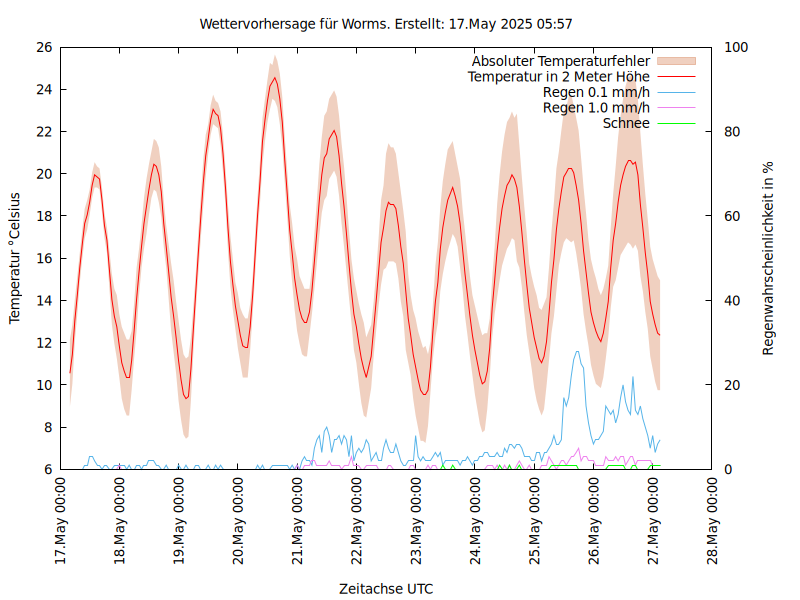 Wettervorhersage für Worms. Erstellt: 17.May 2025 05:57
Absoluter Temperaturfehler
Temperatur in 2 Meter Höhe
Regen 0.1 mm/h
Regen 1.0 mm/h
Schnee
Temperatur °Celsius
26
24
22
20
18
16
14
12
10
8
6
100
80
60
40
20
0
Regenwahrscheinlichkeit in %
17.May 00:00
18.May 00:00
19.May 00:00
20.May 00:00
21.May 00:00
22.May 00:00
23.May 00:00
24.May 00:00
25.May 00:00
26.May 00:00
27.May 00:00
28.May 00:00
Zeitachse UTC